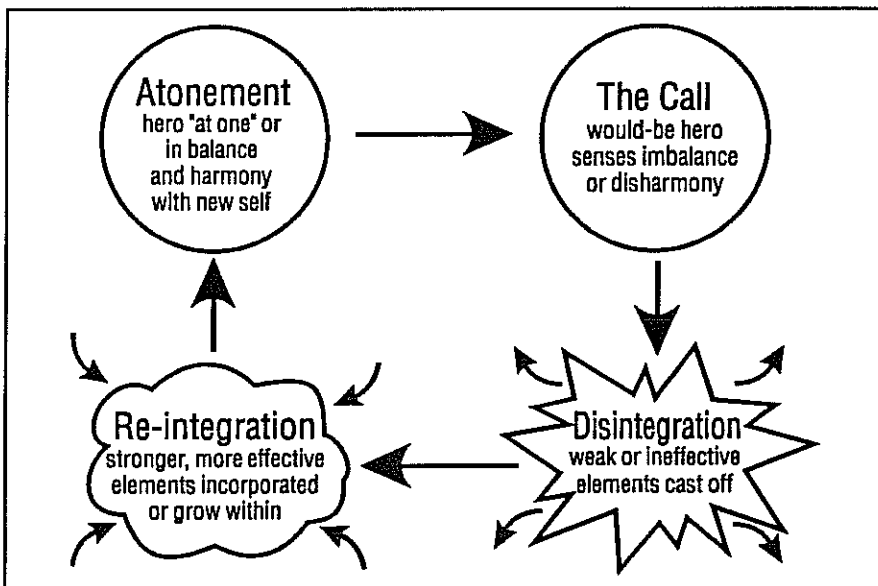 Atonement
hero "at one" or
in balance
and harmony
with new self
The Call
would-be hero
senses imbalance
or disharmony
Re-integration
stronger, more effective
elements incorporated
or grow within
Disintegration
weak or ineffective
elements cast off